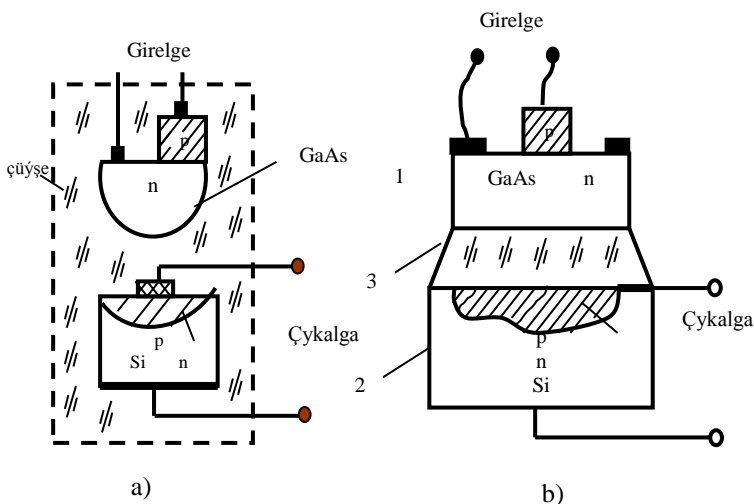 Girelge
p
n
GaAs
çüýşe
Çykalga
p
Si n
a)
Girelge
p
GaAs n
1
3
Çykalga
p
n
Si
2
b)